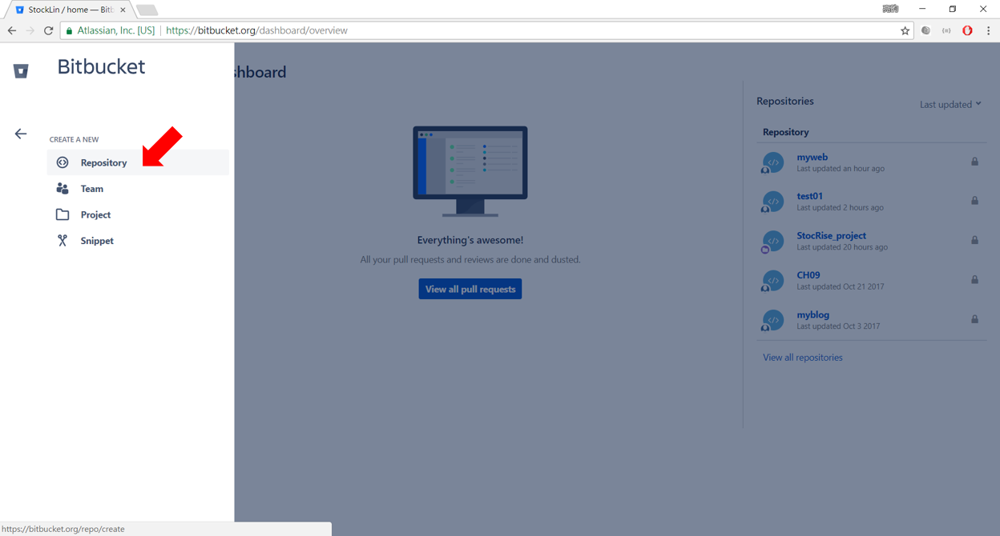 StockLin / home — Bitb
Atlassian, Inc. [US] | https://bitbucket.org/dashboard/overview
Bitbucket
shboard
CREATE A NEW
Repository
Team
Project
Snippet
Everything's awesome!
All your pull requests and reviews are done and dusted.
View all pull requests
Repositories
Last updated
Repository
myweb
Last updated an hour ago
test01
Last updated 2 hours ago
StocRise_project
Last updated 20 hours ago
CH09
Last updated Oct 21 2017
myblog
Last updated Oct 3 2017
View all repositories
https://bitbucket.org/repo/create